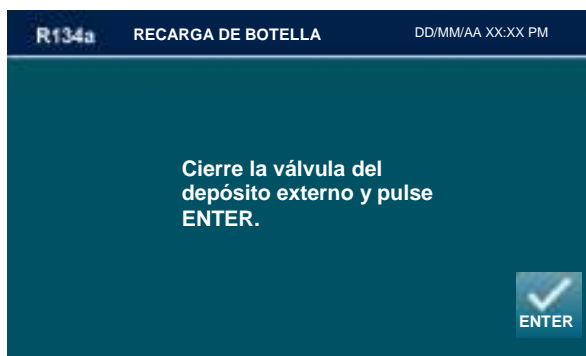 R134a RECARGA DE BOTELLA DD/MM/AA XX:XX PM
Cierre la válvula del
depósito externo y pulse
ENTER.
ENTER